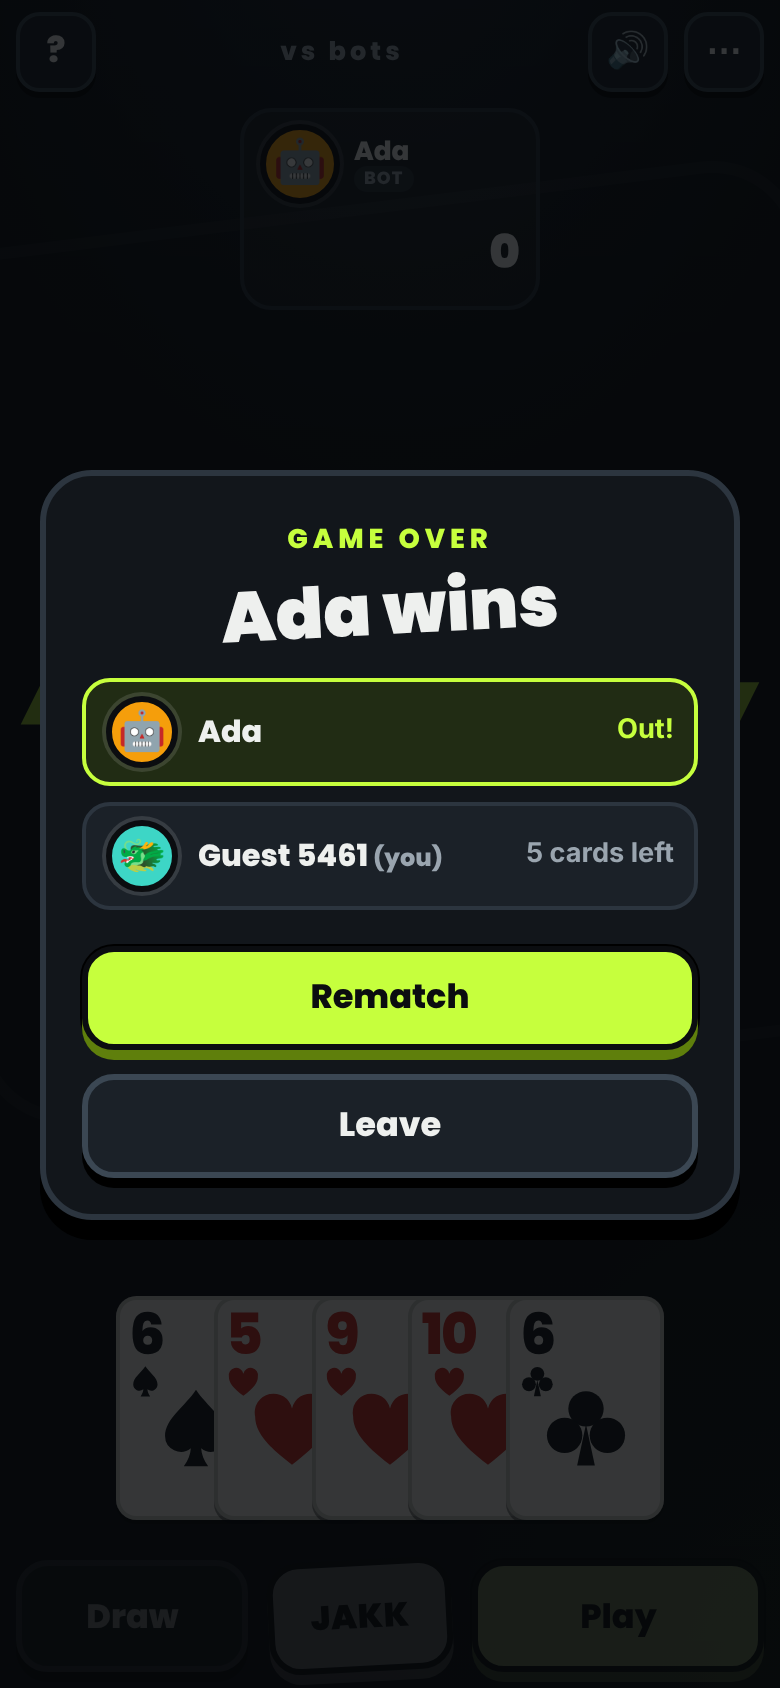 ?
vs bots
...
Ada
BOT
0
GAME OVER
Ada wins
Ada
Out!
Guest 5461 (you)
5 cards left
Rematch
Leave
6 5 9 10 6
Draw
JAKK
Play